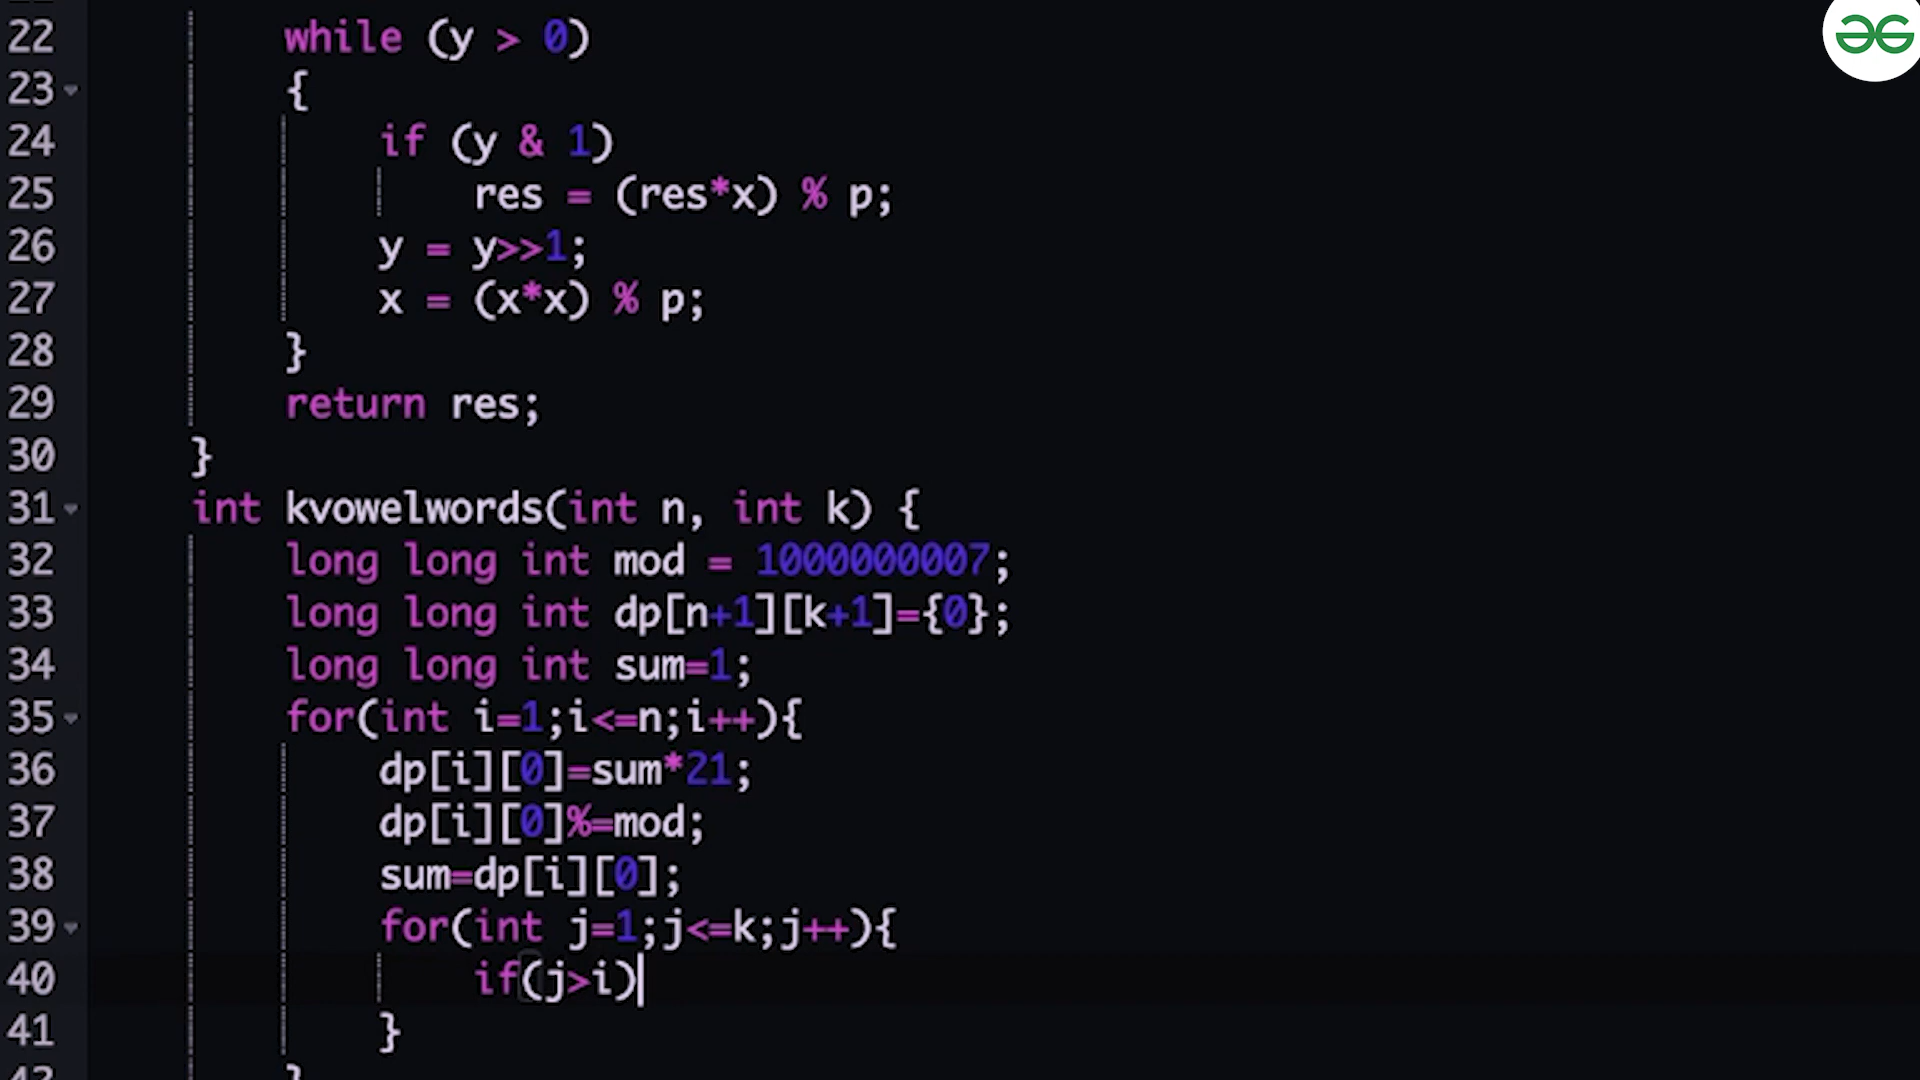 22 while (y > 0)
23 {
24 if (y & 1)
25 res = (res*x) % p;
26 y = y>>1;
27 x = (x*x) % p;
28 }
29 return res;
30 }
31 int kvowelwords(int n, int k) {
32 long long int mod = 1000000007;
33 long long int dp[n+1][k+1]={0};
34 long long int sum=1;
35 for(int i=1;i<=n;i++){
36 dp[i][0]=sum*21;
37 dp[i][0]%=mod;
38 sum=dp[i][0];
39 for(int j=1;j<=k;j++){
40 if(j>i)
41 }
42 }